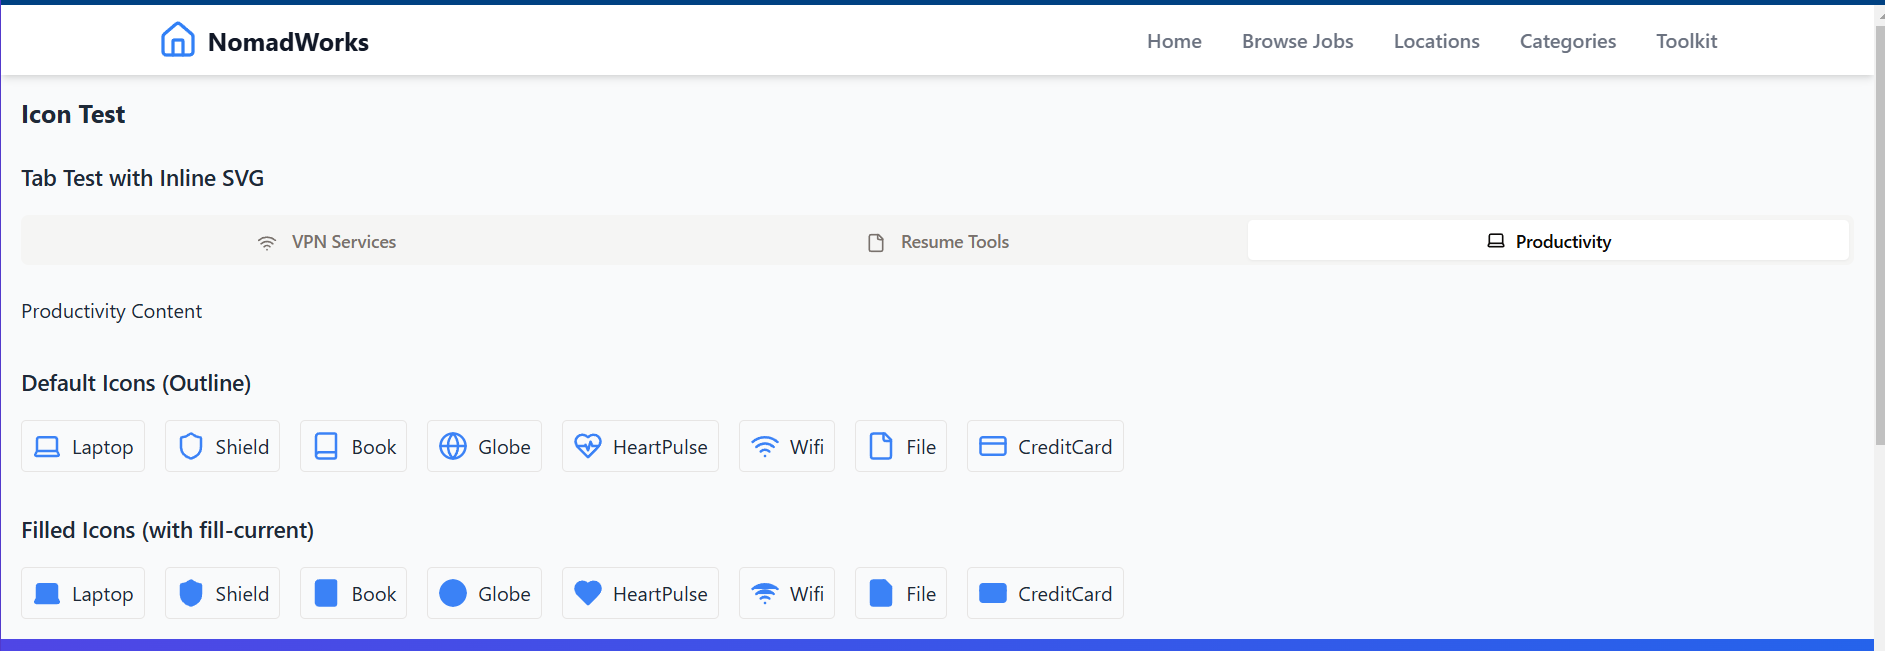 NomadWorks Home Browse Jobs Locations Categories Toolkit
Icon Test
Tab Test with Inline SVG
VPN Services Resume Tools Productivity
Productivity Content
Default Icons (Outline)
Laptop Shield Book Globe HeartPulse Wifi File CreditCard
Filled Icons (with fill-current)
Laptop Shield Book Globe HeartPulse Wifi File CreditCard